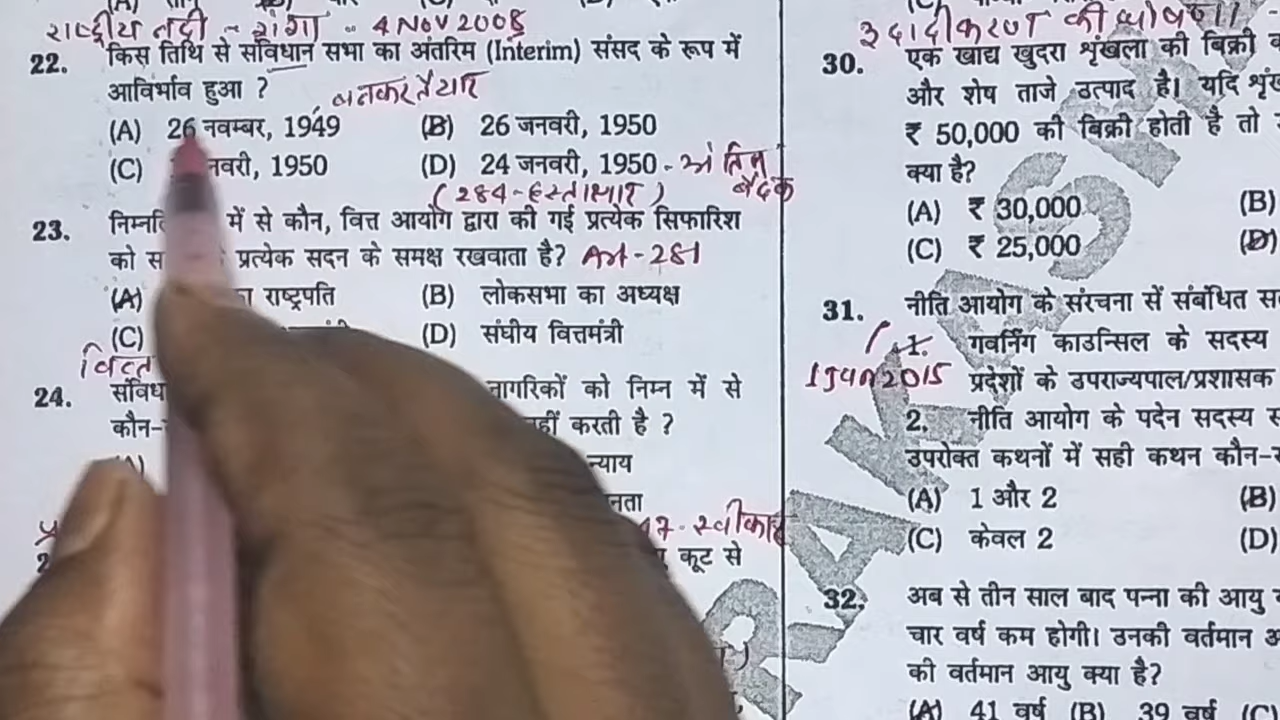 राष्ट्रीय नदी - गंगा - 4 NOV 2008
22. किस तिथि से संविधान सभा का अंतरिम (Interim) संसद के रूप में
आविर्भाव हुआ ?
बनकर तैयार
(A) 26 नवम्बर, 1949 (B) 26 जनवरी, 1950
(C) नवरी, 1950 (D) 24 जनवरी, 1950 - अंतिम
बैठक
(284 - हस्ताक्षर)
23. में से कौन, वित्त आयोग द्वारा की गई प्रत्येक सिफारिश
को प्रत्येक सदन के समक्ष रखवाता है? Art - 281
(A) राष्ट्रपति (B) लोकसभा का अध्यक्ष
(C) (D) संघीय वित्तमंत्री
वित्त
24. नागरिकों को निम्न में से
नहीं करती है ?
न्याय
स्वीकार
कूट से
की घोषणा
30. एक खाद्य खुदरा शृंखला की बिक्री
और शेष ताजे उत्पाद है। यदि
₹ 50,000 की बिक्री होती है तो
क्या है?
(A) ₹ 30,000 (B)
(C) ₹ 25,000 (D)
31. नीति आयोग के संरचना सें संबंधित
1. गवर्निंग काउन्सिल के सदस्य
1 Jan 2015
प्रदेशों के उपराज्यपाल/प्रशासक
2. नीति आयोग के पदेन सदस्य
उपरोक्त कथनों में सही कथन
(A) 1 और 2 (B)
(C) केवल 2 (D)
32. अब से तीन साल बाद पन्ना की आयु
चार वर्ष कम होगी। उनकी वर्तमान
की वर्तमान आयु क्या है?
(A) 41 वर्ष (B) 39 वर्ष (C)